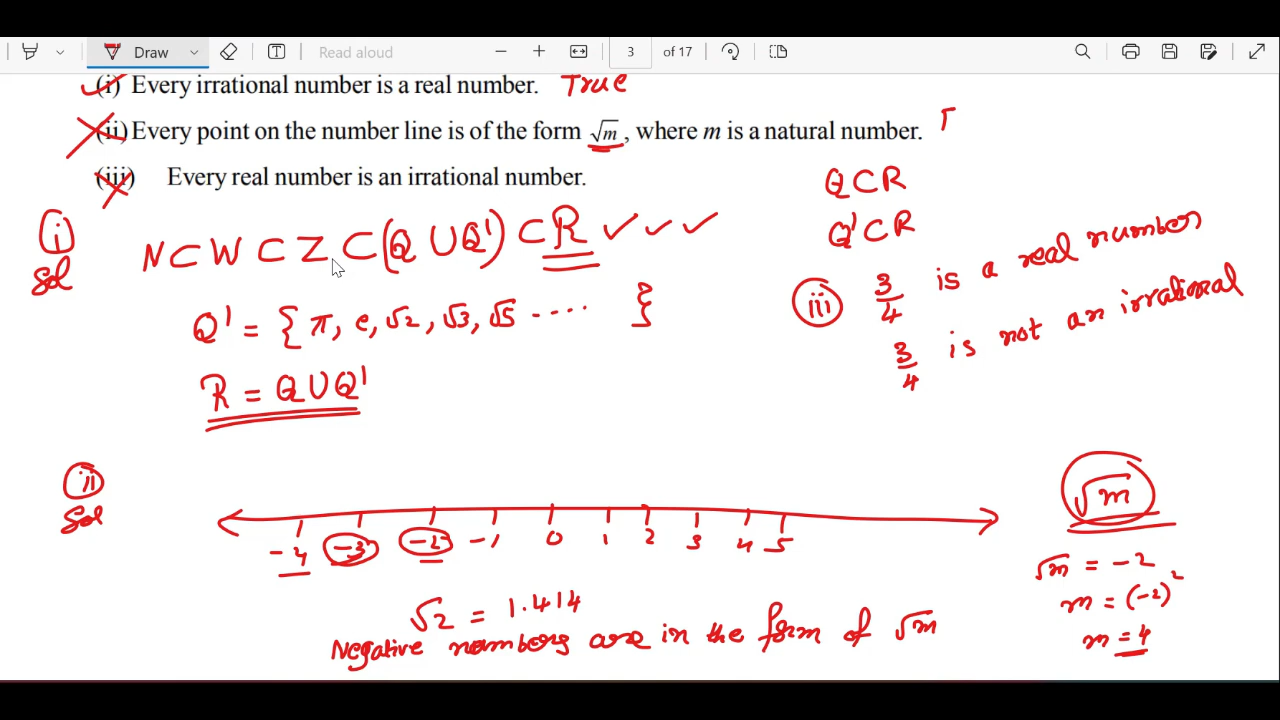 Draw Read aloud 3 of 17
(i) Every irrational number is a real number. True
(ii) Every point on the number line is of the form √m, where m is a natural number.
(iii) Every real number is an irrational number.
Q ⊂ R
(i) N ⊂ W ⊂ Z ⊂ (Q ∪ Q') ⊂ R ✓ ✓ ✓
Sol
Q' ⊂ R
Q' = { π, e, √2, √3, √5 ---- }
(iii) 3/4 is a real number
3/4 is not an irrational
R = Q ∪ Q'
(ii)
Sol
√m
-4 -3 -2 -1 0 1 2 3 4 5
√m = -2
m = (-2)²
m = 4
√2 = 1.414
Negative numbers are in the form of √m